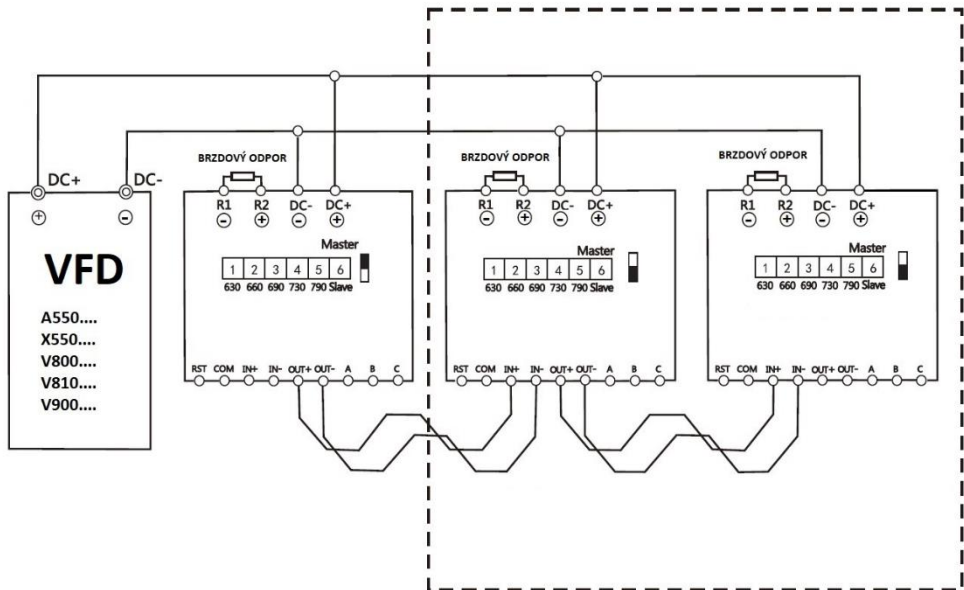 DC+ DC-
VFD
A550....
X550....
V800....
V810....
V900....
BRZDOVÝ ODPOR
R1 R2 DC- DC+
Master
1 2 3 4 5 6
630 660 690 730 790 Slave
RST COM IN+ IN- OUT+ OUT- A B C
BRZDOVÝ ODPOR
R1 R2 DC- DC+
Master
1 2 3 4 5 6
630 660 690 730 790 Slave
RST COM IN+ IN- OUT+ OUT- A B C
BRZDOVÝ ODPOR
R1 R2 DC- DC+
Master
1 2 3 4 5 6
630 660 690 730 790 Slave
RST COM IN+ IN- OUT+ OUT- A B C